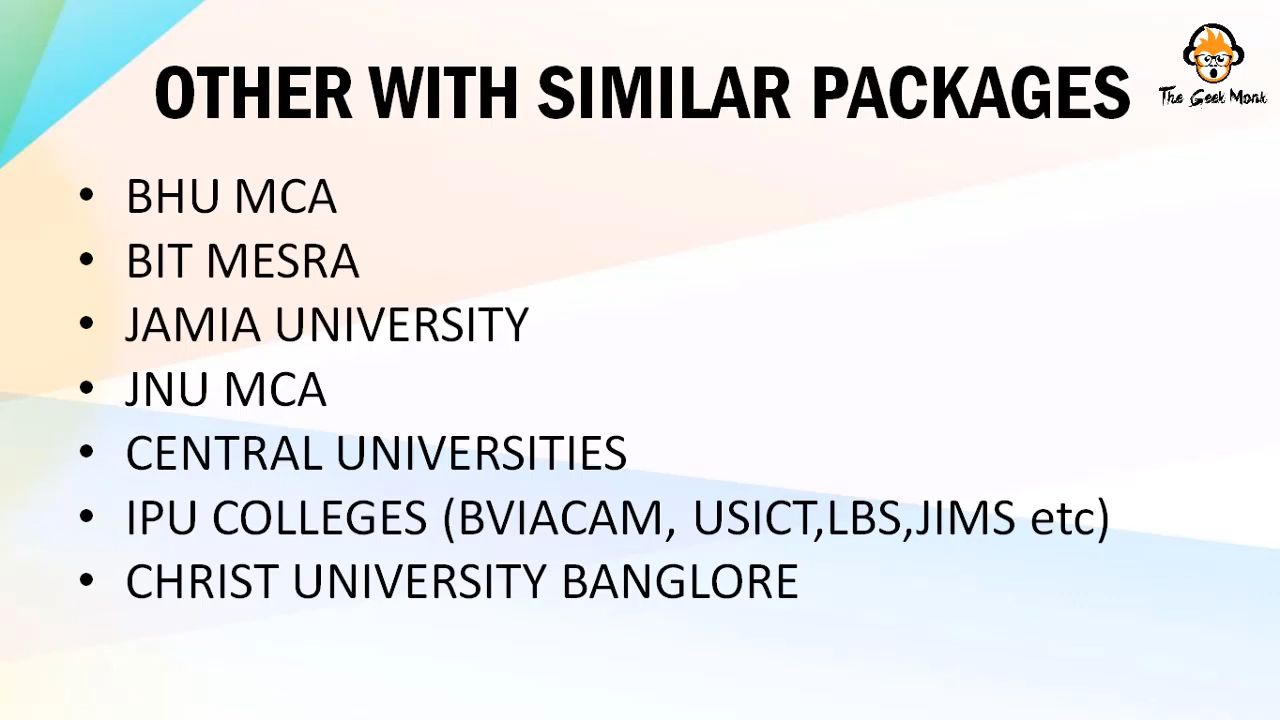 OTHER WITH SIMILAR PACKAGES
The Geek Monk
• BHU MCA
• BIT MESRA
• JAMIA UNIVERSITY
• JNU MCA
• CENTRAL UNIVERSITIES
• IPU COLLEGES (BVIACAM, USICT,LBS,JIMS etc)
• CHRIST UNIVERSITY BANGLORE